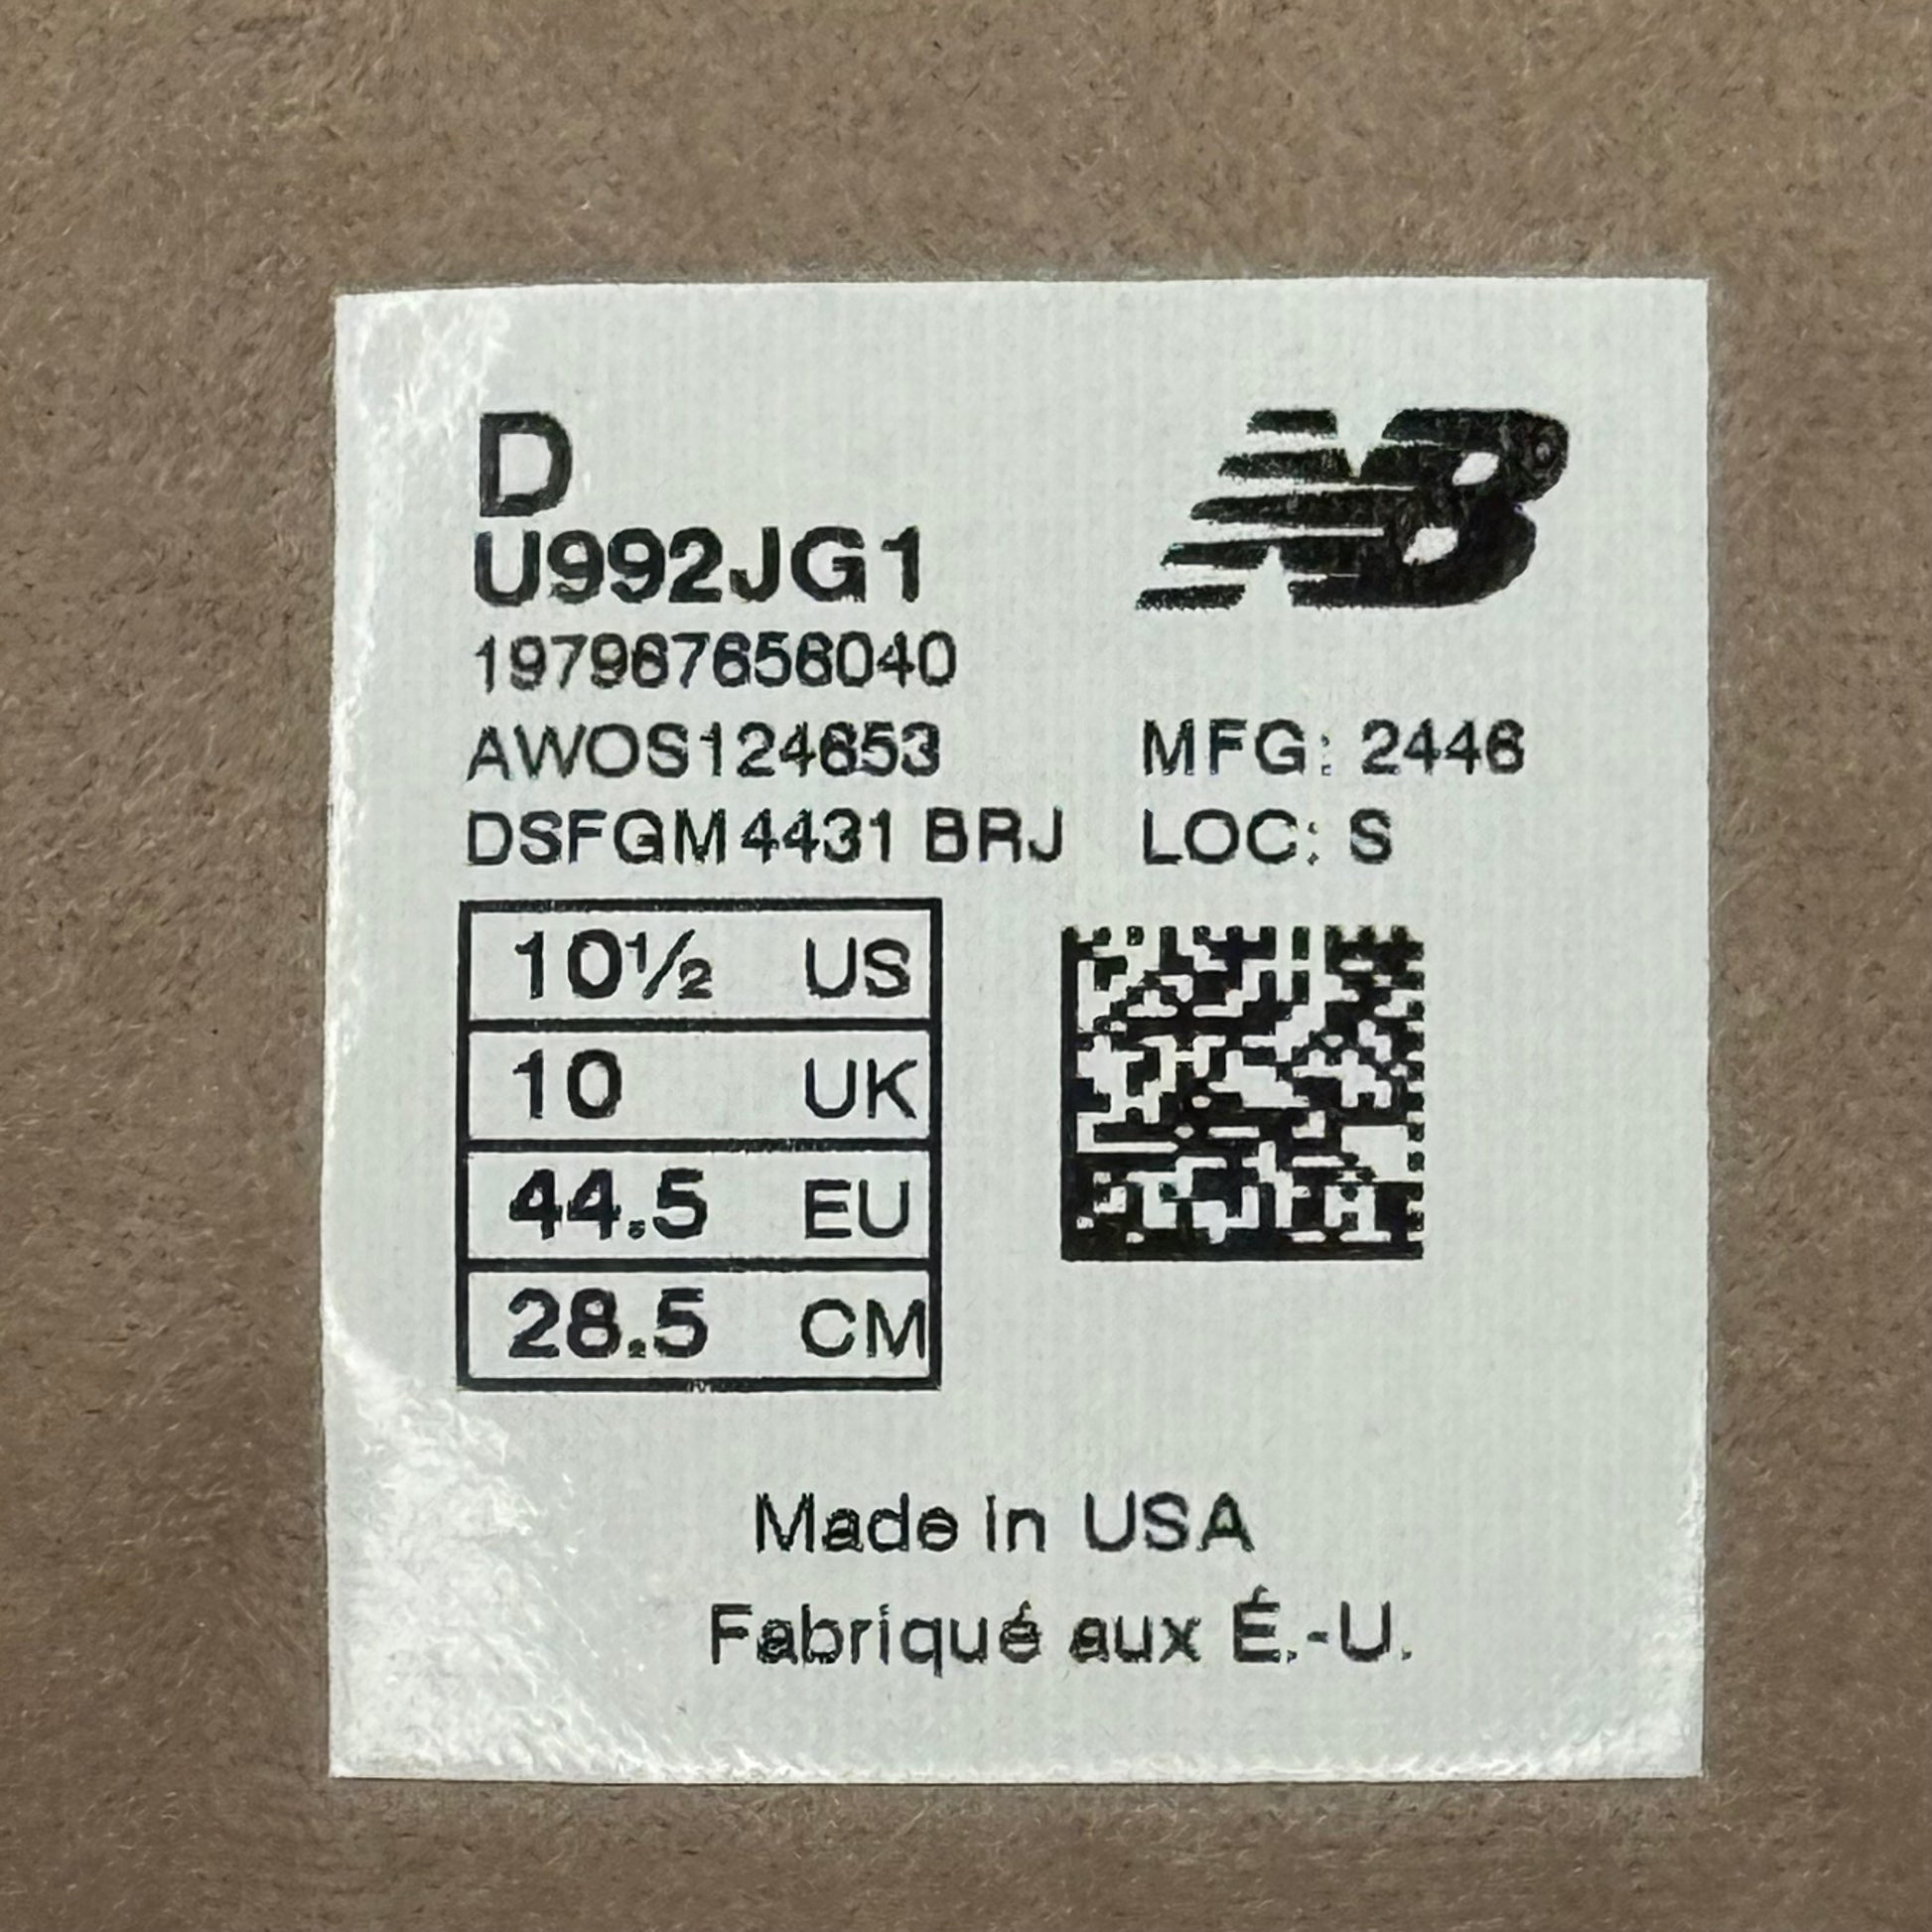 D
NB
U992JG1
197967656040
AWOS124653 MFG: 2446
DSFGM4431 BRJ LOC: S
10½ US
10 UK
44.5 EU
28.5 CM
Made in USA
Fabriqué aux É.-U.